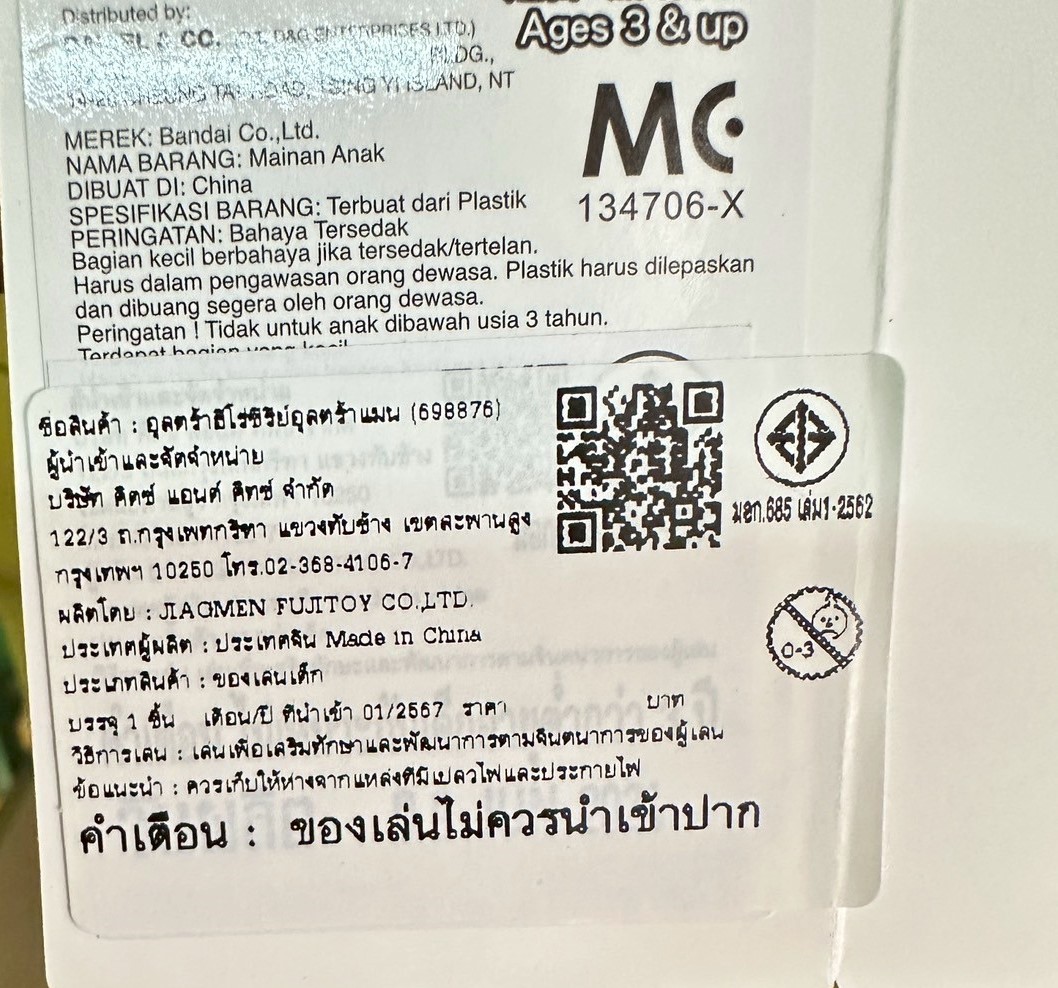 Distributed by:
& CO. D&G ENTERPRISES LTD.)
BLDG.,
ISLAND, NT
Ages 3 & up
MC
134706-X
MEREK: Bandai Co.,Ltd.
NAMA BARANG: Mainan Anak
DIBUAT DI: China
SPESIFIKASI BARANG: Terbuat dari Plastik
PERINGATAN: Bahaya Tersedak
Bagian kecil berbahaya jika tersedak/tertelan.
Harus dalam pengawasan orang dewasa. Plastik harus dilepaskan
dan dibuang segera oleh orang dewasa.
Peringatan ! Tidak untuk anak dibawah usia 3 tahun.
Terdapat bagian yang kecil
ชื่อสินค้า : อุลตร้าฮีโร่ซีรีย์อุลตร้าแมน (698876)
ผู้นำเข้าและจัดจำหน่าย
บริษัท คิดซ์ แอนด์ คิทซ์ จำกัด
122/3 ถ.กรุงเทพกรีฑา แขวงทับช้าง เขตสะพานสูง
กรุงเทพฯ 10250 โทร.02-368-4106-7
ผลิตโดย : JIAGMEN FUJITOY CO.,LTD.
ประเทศผู้ผลิต : ประเทศจีน Made in China
ประเภทสินค้า : ของเล่นเด็ก
บรรจุ 1 ชิ้น เดือน/ปี ที่นำเข้า 01/2567 ราคา บาท
วิธีการเล่น : เล่นเพื่อเสริมทักษาและพัฒนาการตามจินตนาการของผู้เล่น
ข้อแนะนำ : ควรเก็บให้ห่างจากแหล่งที่มีเปลวไฟและประกายไฟ
คำเตือน : ของเล่นไม่ควรนำเข้าปาก
มอก.685 เล่ม1-2562
0-3